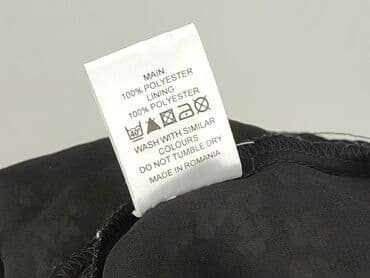 MAIN:
100% POLYESTER
LINING
100% POLYESTER
40°
WASH WITH SIMILAR
COLOURS
DO NOT TUMBLE DRY
MADE IN ROMANIA